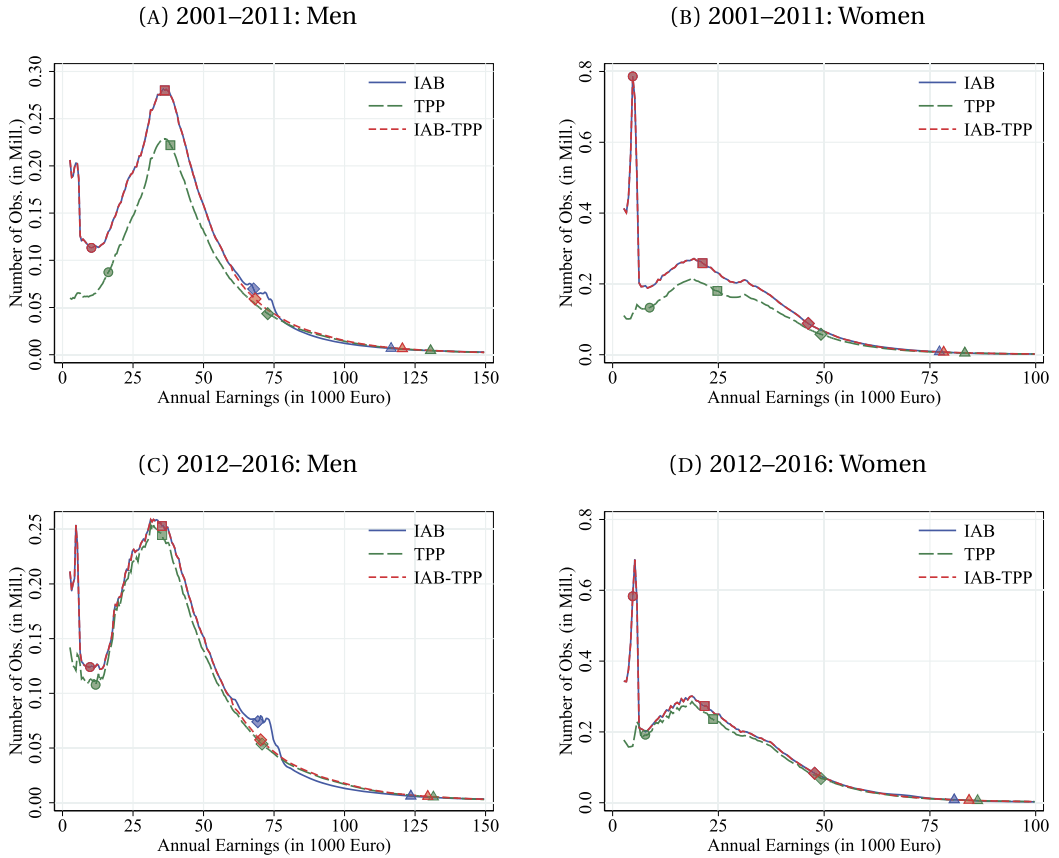 (A) 2001–2011: Men
Number of Obs. (in Mill.)
0.30
0.25
0.20
0.15
0.10
0.05
0.00
IAB
TPP
IAB-TPP
0 25 50 75 100 125 150
Annual Earnings (in 1000 Euro)
(B) 2001–2011: Women
Number of Obs. (in Mill.)
0.8
0.6
0.4
0.2
0.0
IAB
TPP
IAB-TPP
0 25 50 75 100
Annual Earnings (in 1000 Euro)
(C) 2012–2016: Men
Number of Obs. (in Mill.)
0.25
0.20
0.15
0.10
0.05
0.00
IAB
TPP
IAB-TPP
0 25 50 75 100 125 150
Annual Earnings (in 1000 Euro)
(D) 2012–2016: Women
Number of Obs. (in Mill.)
0.8
0.6
0.4
0.2
0.0
IAB
TPP
IAB-TPP
0 25 50 75 100
Annual Earnings (in 1000 Euro)